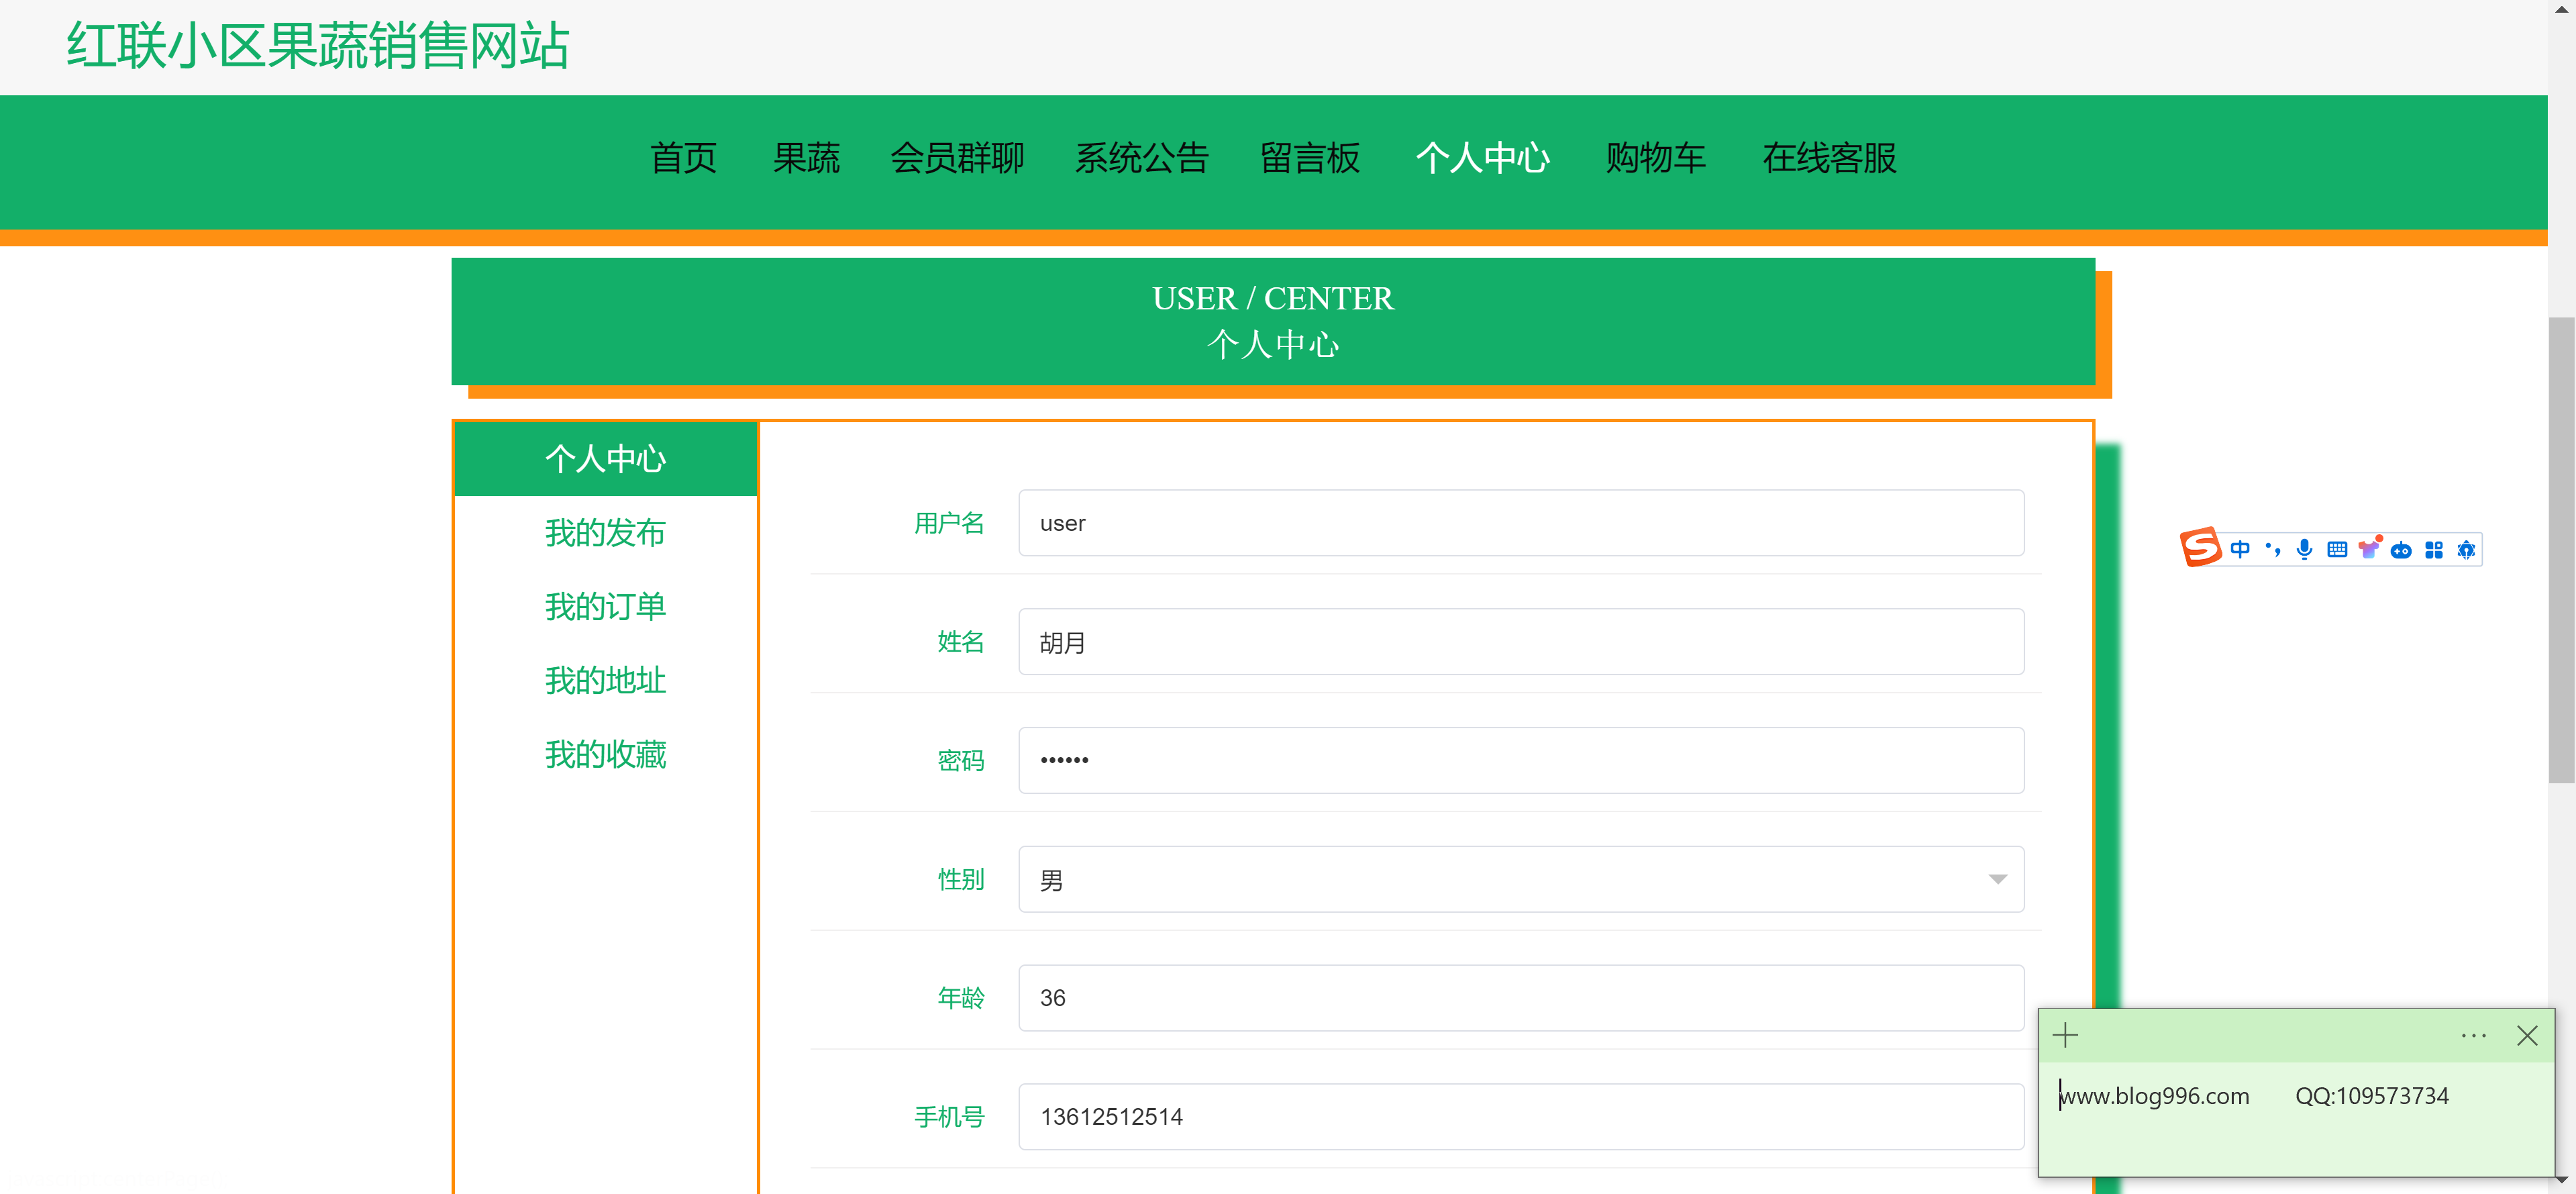 红联小区果蔬销售网站
首页 果蔬 会员群聊 系统公告 留言板 个人中心 购物车 在线客服
USER / CENTER
个人中心
个人中心
我的发布
我的订单
我的地址
我的收藏
用户名 user
姓名 胡月
密码 ••••••
性别 男
年龄 36
手机号 13612512514
中
www.blog996.com QQ:109573734